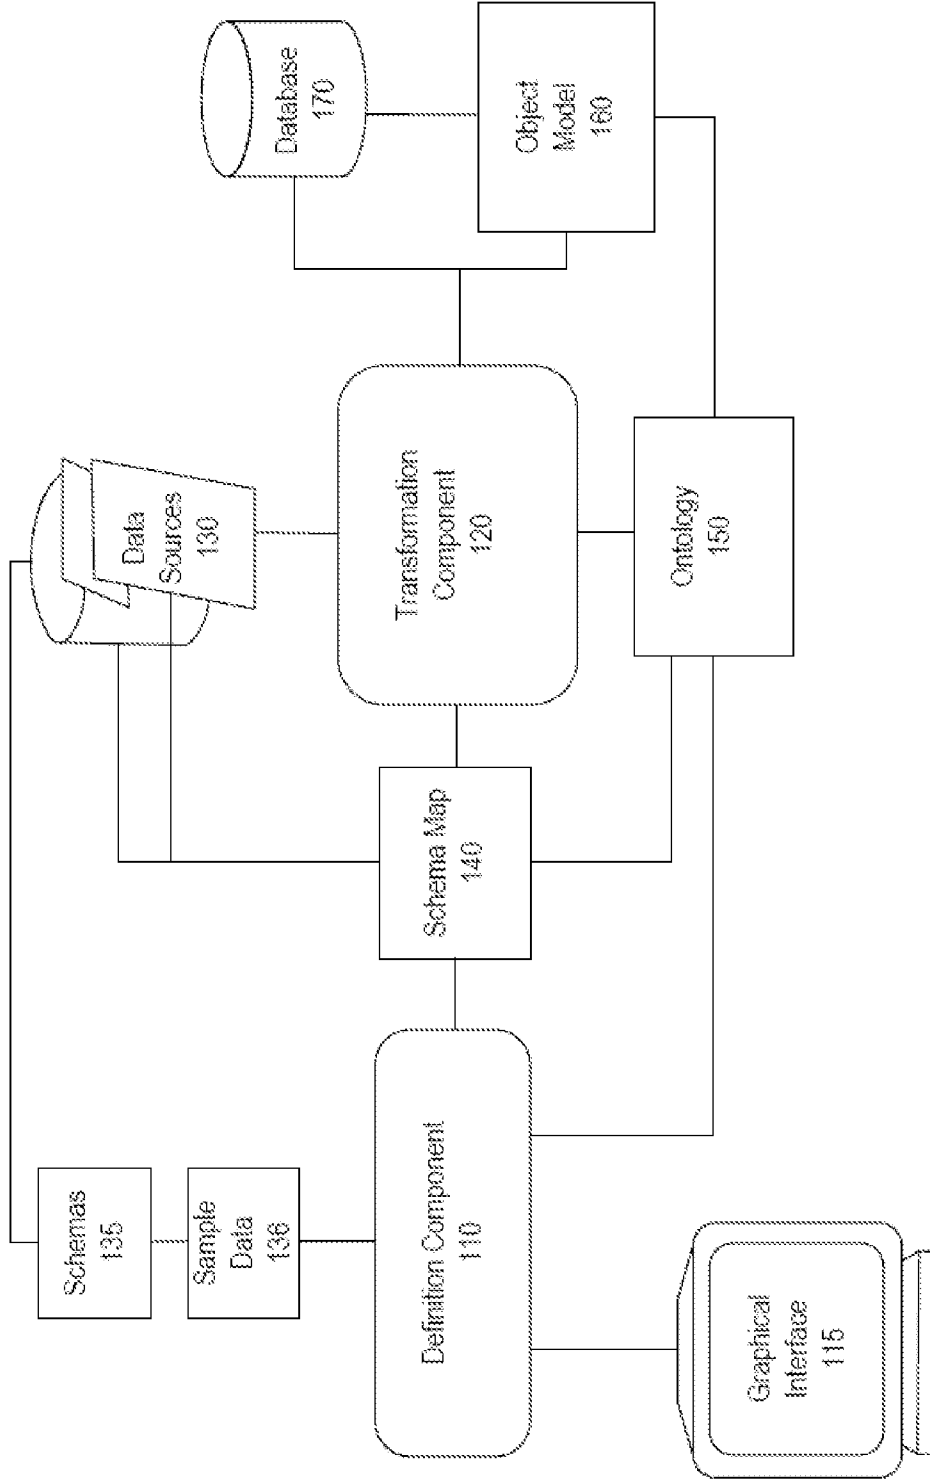 Schemas
135
Sample
Data
136
Data
Sources
130
Database
170
Definition Component
110
Schema Map
140
Transformation
Component
120
Object
Model
160
Graphical
Interface
115
Ontology
150